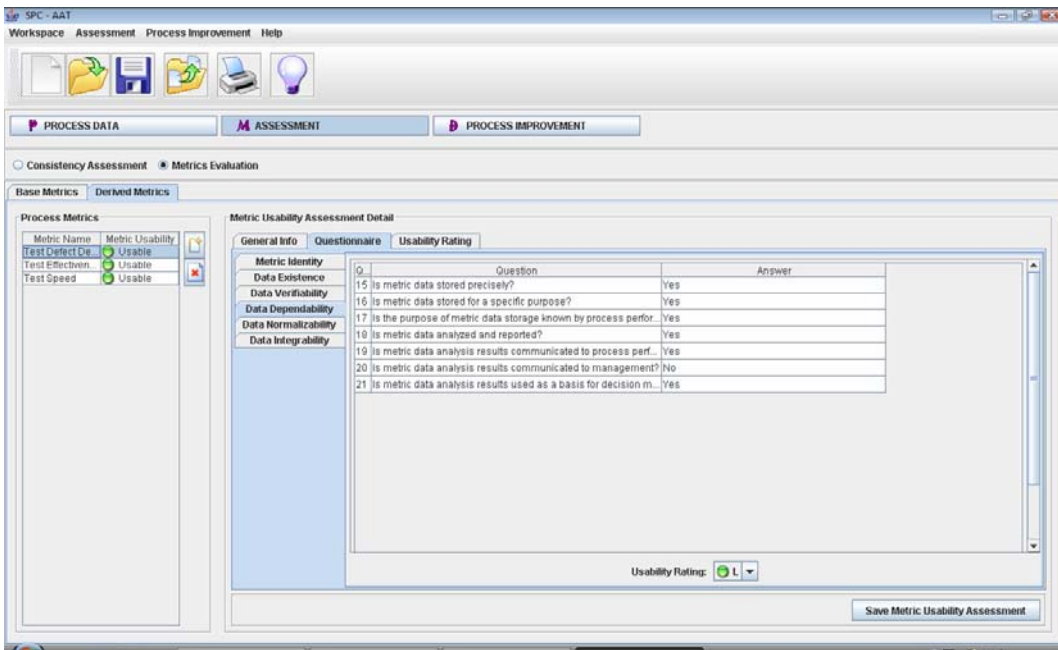 SPC - AAT
Workspace Assessment Process Improvement Help
P PROCESS DATA M ASSESSMENT D PROCESS IMPROVEMENT
Consistency Assessment Metrics Evaluation
Base Metrics Derived Metrics
Process Metrics
Metric Name Metric Usability
Test Defect De... Usable
Test Effectiven... Usable
Test Speed Usable
Metric Usability Assessment Detail
General Info Questionnaire Usability Rating
Metric Identity
Data Existence
Data Verifiability
Data Dependability
Data Normalizability
Data Integrability
Q... Question Answer
15 Is metric data stored precisely? Yes
16 Is metric data stored for a specific purpose? Yes
17 Is the purpose of metric data storage known by process perfor... Yes
18 Is metric data analyzed and reported? Yes
19 Is metric data analysis results communicated to process perf... Yes
20 Is metric data analysis results communicated to management? No
21 Is metric data analysis results used as a basis for decision m... Yes
Usability Rating: L
Save Metric Usability Assessment